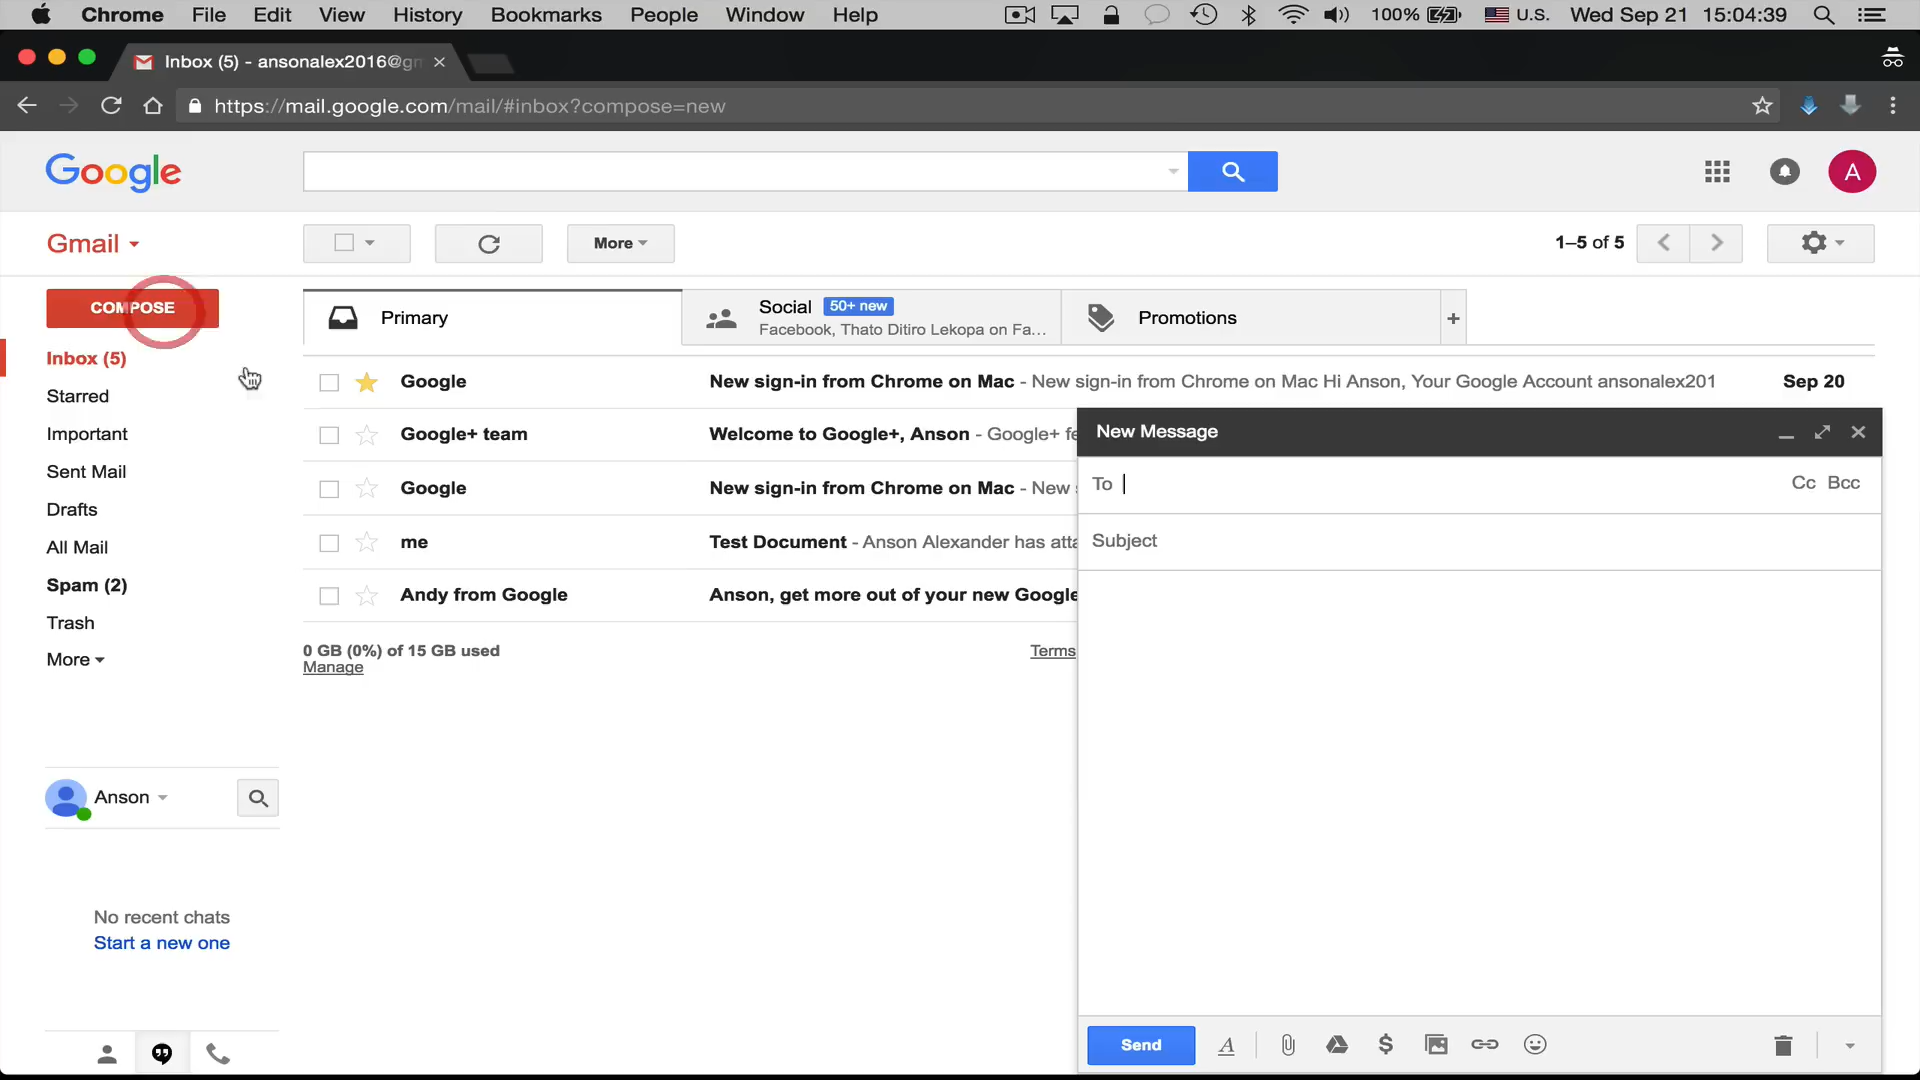 Chrome File Edit View History Bookmarks People Window Help 100% U.S. Wed Sep 21 15:04:39
Inbox (5) - ansonalex2016@gm
https://mail.google.com/mail/#inbox?compose=new
Google
A
Gmail
More
1–5 of 5
COMPOSE
Primary
Social 50+ new
Facebook, Thato Ditiro Lekopa on Fa...
Promotions
+
Inbox (5)
Starred
Important
Sent Mail
Drafts
All Mail
Spam (2)
Trash
More
Google New sign-in from Chrome on Mac - New sign-in from Chrome on Mac Hi Anson, Your Google Account ansonalex201 Sep 20
Google+ team Welcome to Google+, Anson - Google+ fe
Google New sign-in from Chrome on Mac - New s
me Test Document - Anson Alexander has atta
Andy from Google Anson, get more out of your new Google
0 GB (0%) of 15 GB used
Manage
Terms
New Message
To Cc Bcc
Subject
Anson
No recent chats
Start a new one
Send A $